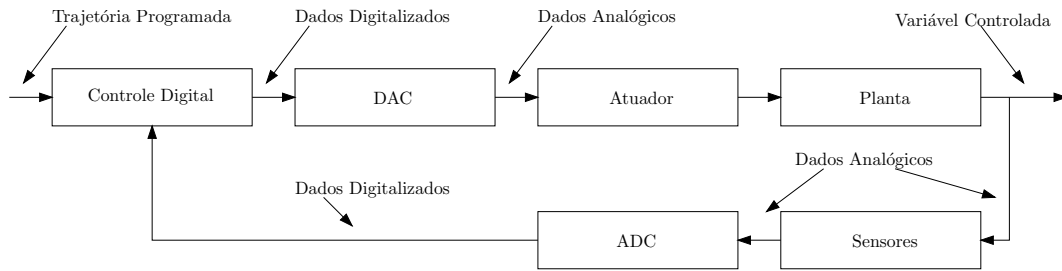 Trajetória Programada
Dados Digitalizados
Dados Analógicos
Variável Controlada
Controle Digital
DAC
Atuador
Planta
Dados Analógicos
Dados Digitalizados
ADC
Sensores